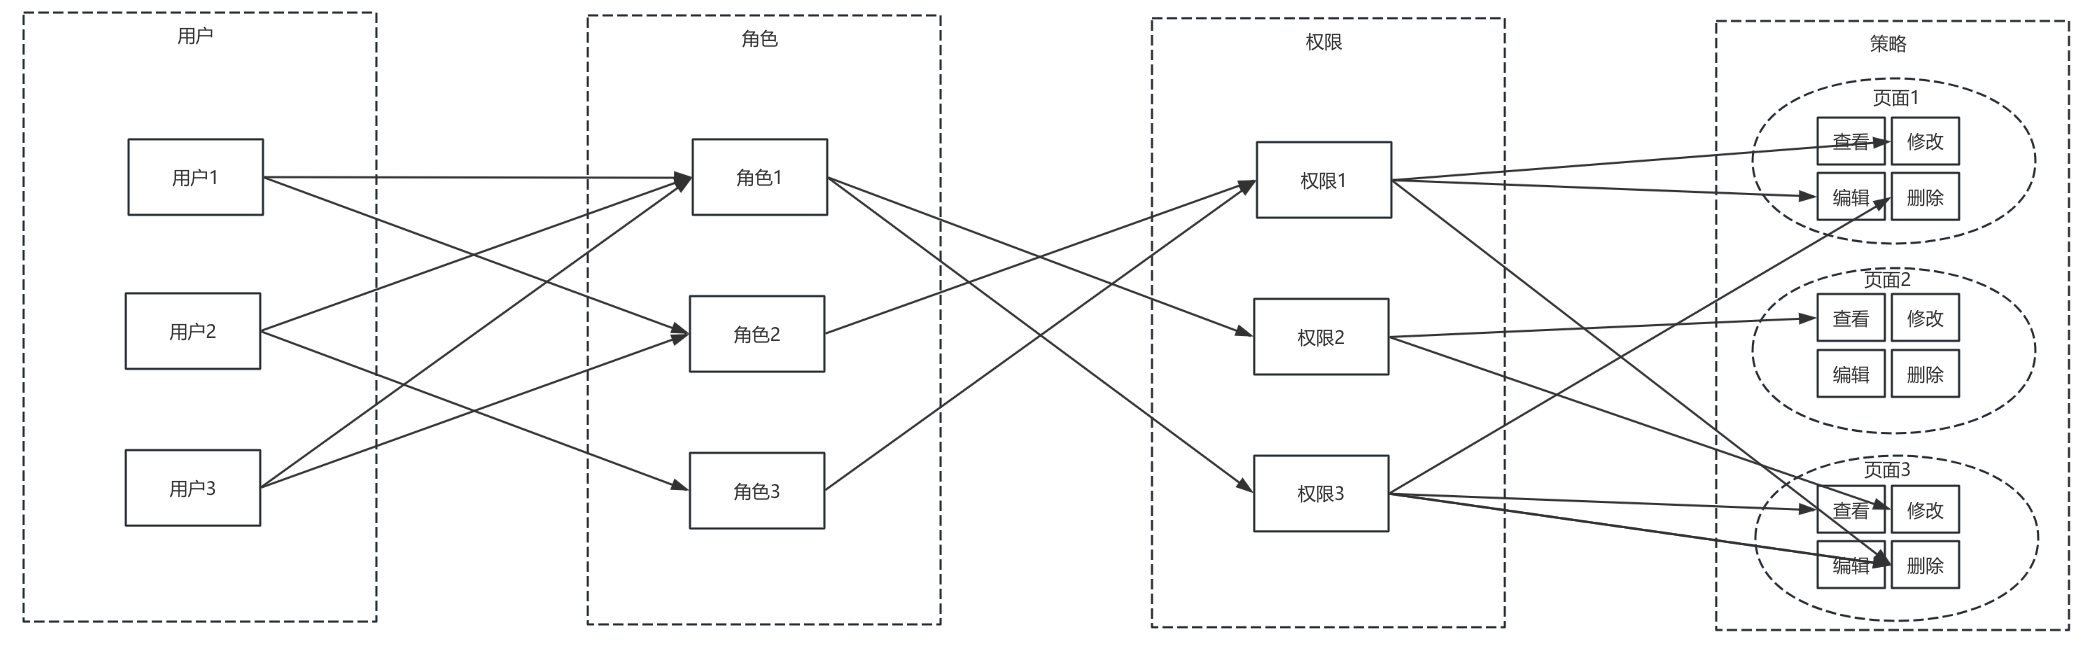 用户
用户1
用户2
用户3
角色
角色1
角色2
角色3
权限
权限1
权限2
权限3
策略
页面1
查看 修改
编辑 删除
页面2
查看 修改
编辑 删除
页面3
查看 修改
编辑 删除